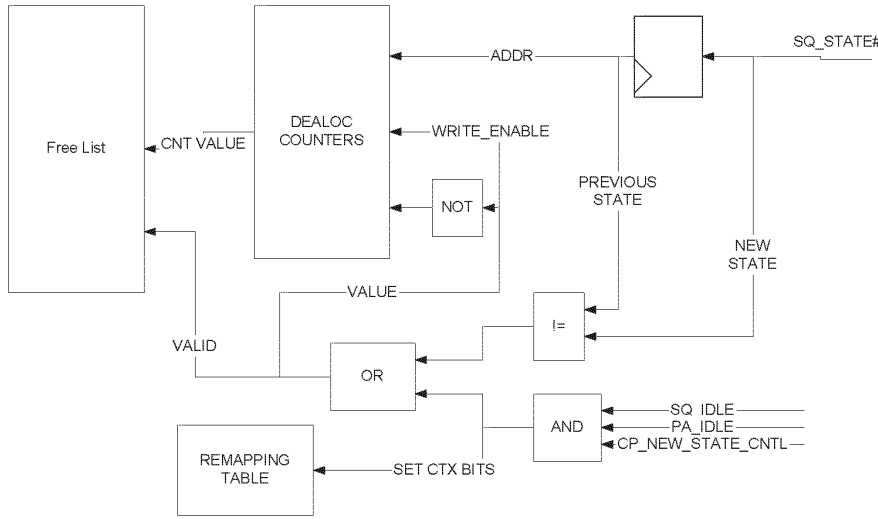 SQ_STATE#
ADDR
DEALOC
COUNTERS
Free List
CNT VALUE
WRITE_ENABLE
NOT
PREVIOUS
STATE
NEW
STATE
VALUE
!=
VALID
OR
SQ_IDLE
PA_IDLE
CP_NEW_STATE_CNTL
AND
REMAPPING
TABLE
SET CTX BITS